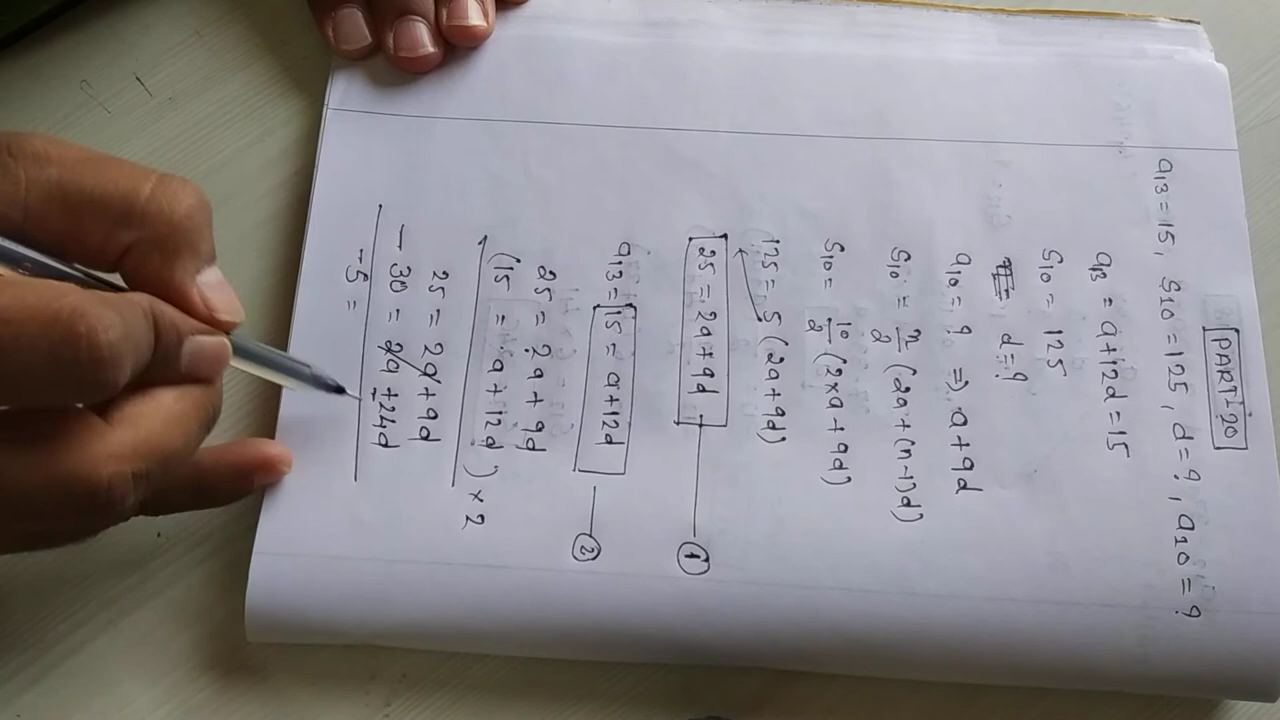 PART-20
a13 = 15, S10 = 125, d = ?, a10 = ?
a13 = a+12d = 15
S10 = 125
d = ?
a10 = ? ⇒ a+9d
S10 = n/2 (2a+(n-1)d)
S10 = 10/2 (2×a+9d)
125 = 5 (2a+9d)
25 = 2a+9d — ①
a13 = 15 = a+12d — ②
25 = 2a+9d
(15 = a+12d) × 2
25 = 2a+9d
- 30 = 2a+24d
-5 =